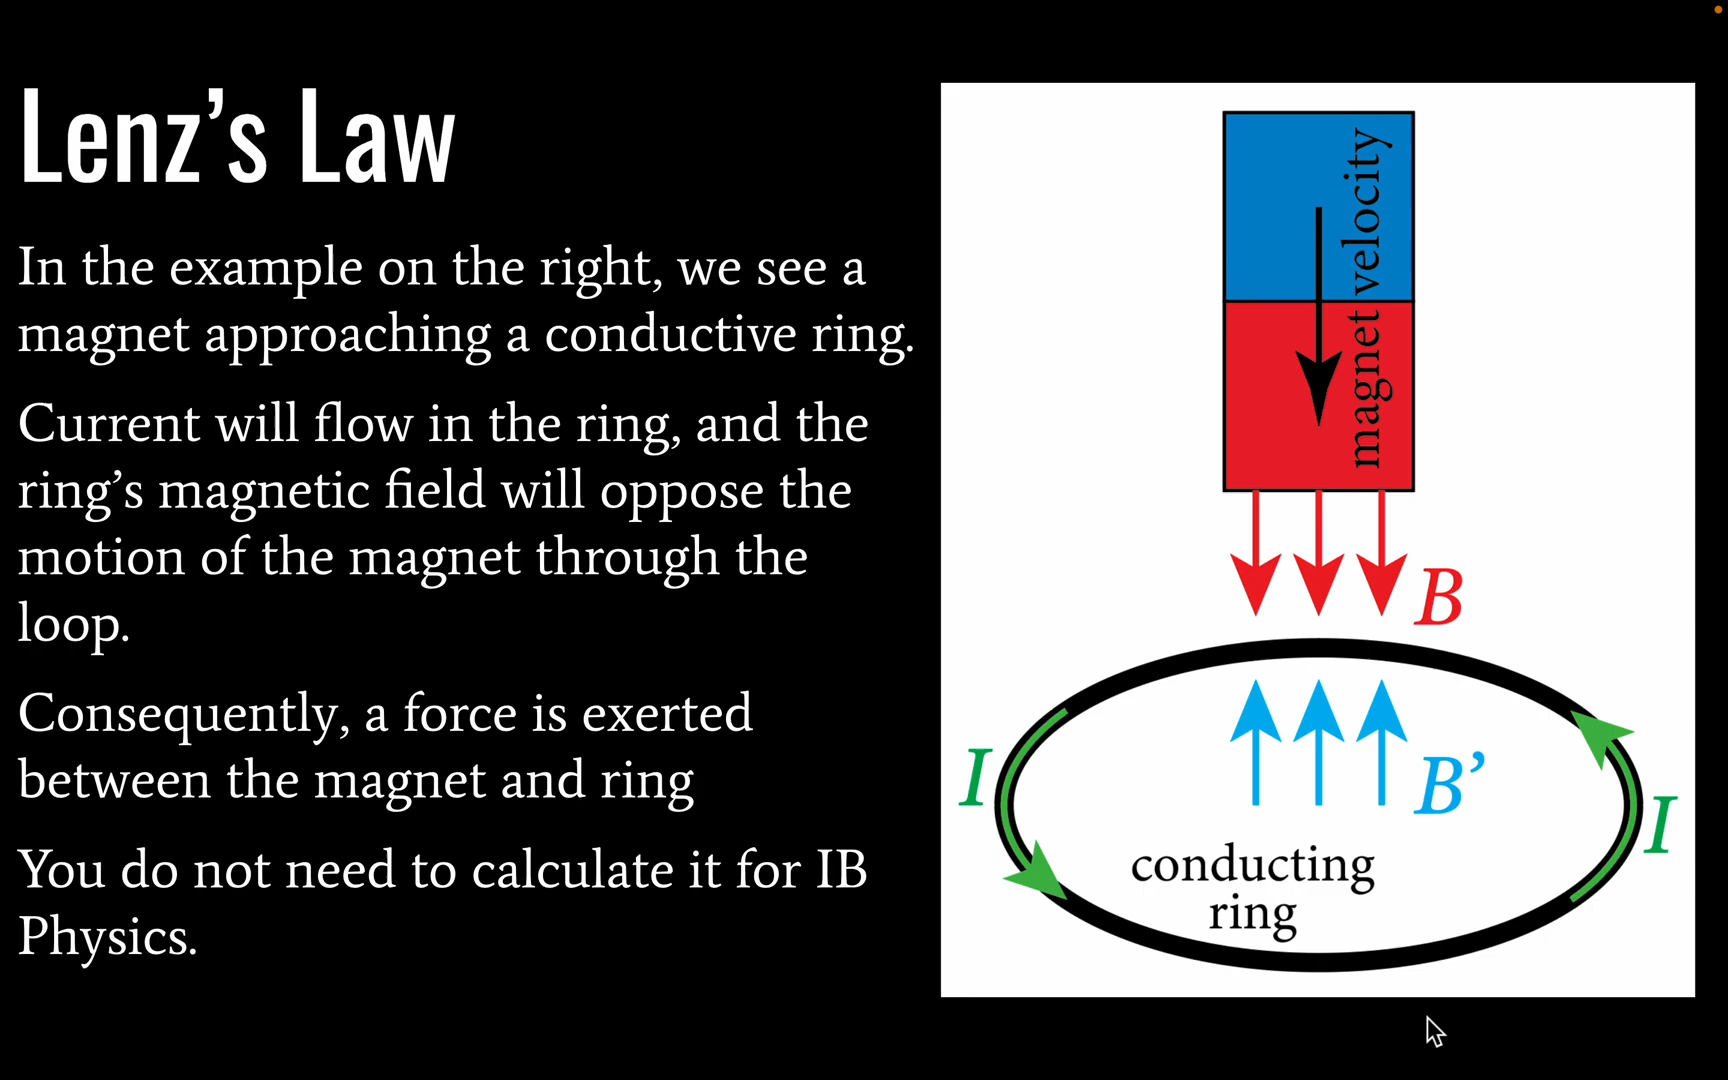 Lenz’s Law
In the example on the right, we see a
magnet approaching a conductive ring.
Current will flow in the ring, and the
ring’s magnetic field will oppose the
motion of the magnet through the
loop.
Consequently, a force is exerted
between the magnet and ring
You do not need to calculate it for IB
Physics.
magnet velocity
B
B’
I
I
conducting
ring